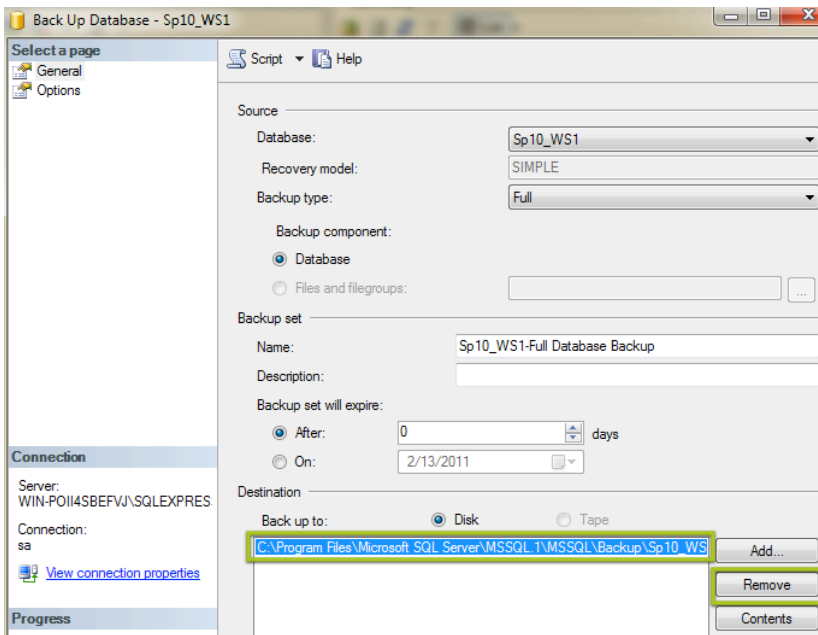 Back Up Database - Sp10_WS1
Select a page
General
Options
Script Help
Source
Database: Sp10_WS1
Recovery model: SIMPLE
Backup type: Full
Backup component:
Database
Files and filegroups: ...
Backup set
Name: Sp10_WS1-Full Database Backup
Description:
Backup set will expire:
After: 0 days
On: 2/13/2011
Connection
Server:
WIN-POII4SBEFVJ\SQLEXPRES
Connection:
sa
View connection properties
Progress
Destination
Back up to: Disk Tape
C:\Program Files\Microsoft SQL Server\MSSQL.1\MSSQL\Backup\Sp10_WS
Add...
Remove
Contents